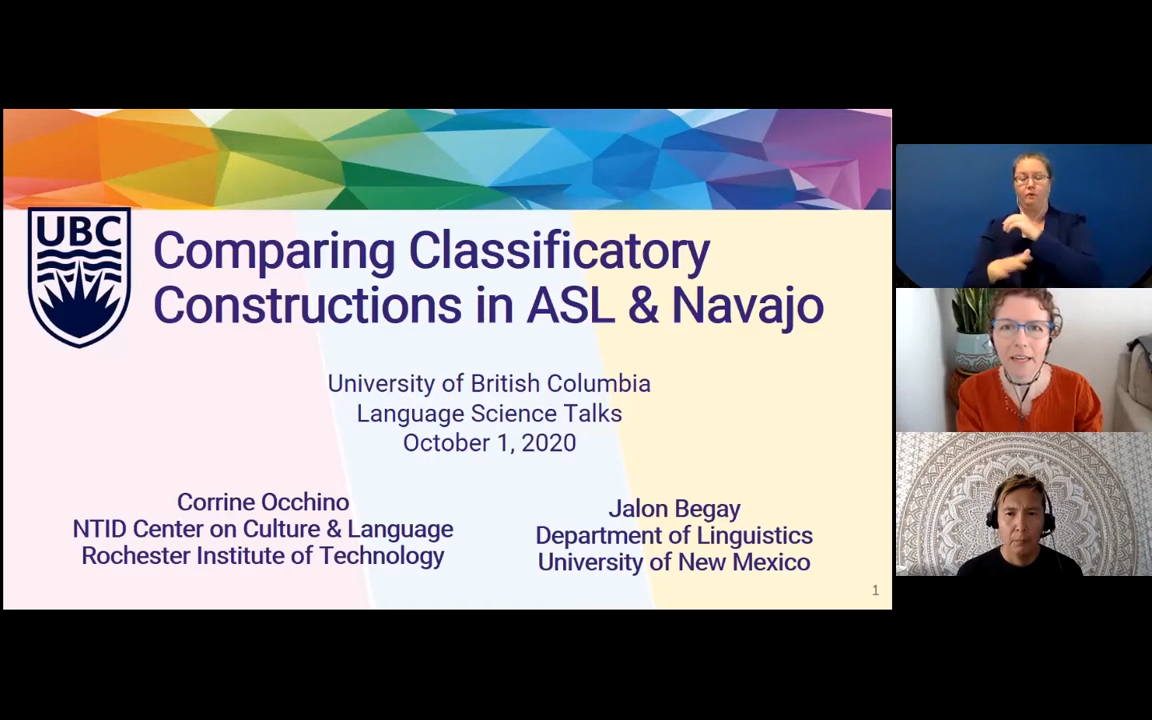 UBC
Comparing Classificatory
Constructions in ASL & Navajo
University of British Columbia
Language Science Talks
October 1, 2020
Corrine Occhino
NTID Center on Culture & Language
Rochester Institute of Technology
Jalon Begay
Department of Linguistics
University of New Mexico
1